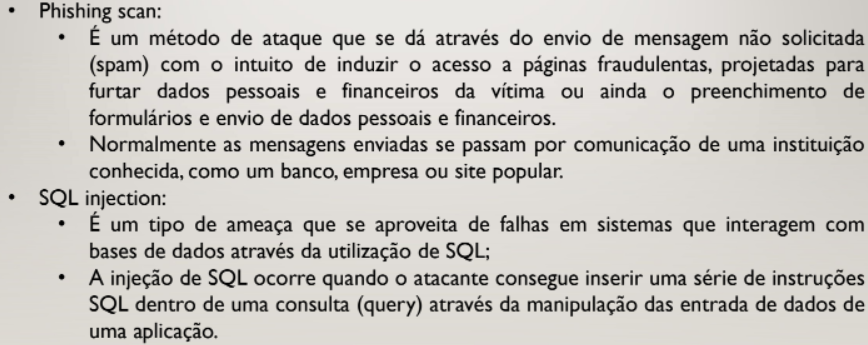 • Phishing scan:
• É um método de ataque que se dá através do envio de mensagem não solicitada
(spam) com o intuito de induzir o acesso a páginas fraudulentas, projetadas para
furtar dados pessoais e financeiros da vítima ou ainda o preenchimento de
formulários e envio de dados pessoais e financeiros.
• Normalmente as mensagens enviadas se passam por comunicação de uma instituição
conhecida, como um banco, empresa ou site popular.
• SQL injection:
• É um tipo de ameaça que se aproveita de falhas em sistemas que interagem com
bases de dados através da utilização de SQL;
• A injeção de SQL ocorre quando o atacante consegue inserir uma série de instruções
SQL dentro de uma consulta (query) através da manipulação das entrada de dados de
uma aplicação.